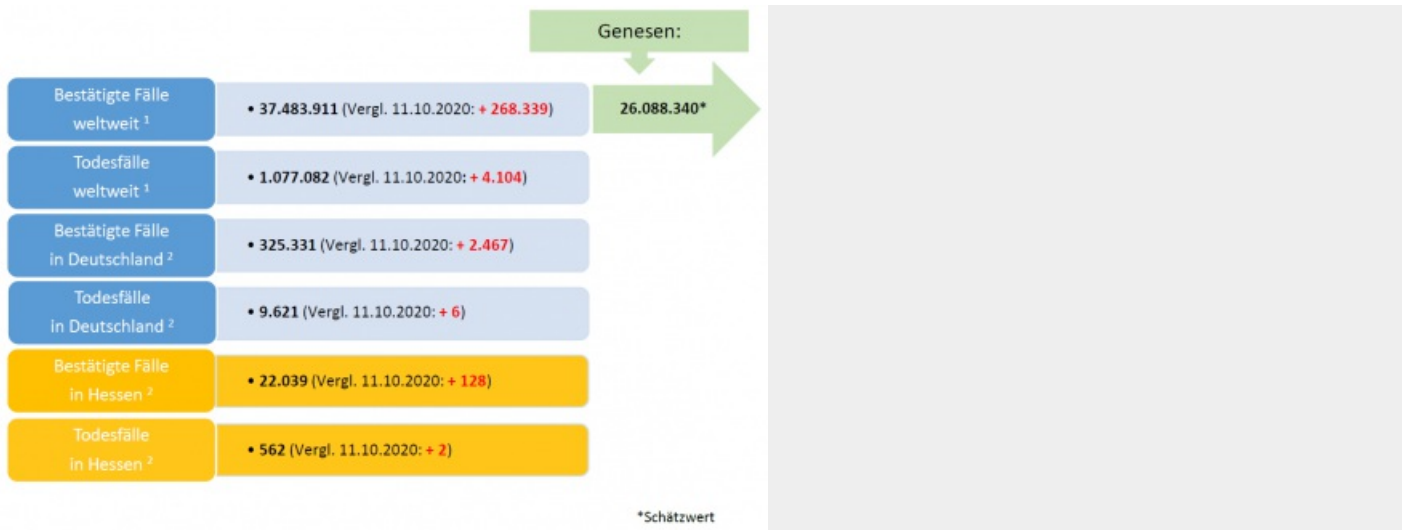 Genesen:
Bestätigte Fälle
weltweit ¹
• 37.483.911 (Vergl. 11.10.2020: + 268.339)
26.088.340*
Todesfälle
weltweit ¹
• 1.077.082 (Vergl. 11.10.2020: + 4.104)
Bestätigte Fälle
in Deutschland ²
• 325.331 (Vergl. 11.10.2020: + 2.467)
Todesfälle
in Deutschland ²
• 9.621 (Vergl. 11.10.2020: + 6)
Bestätigte Fälle
in Hessen ²
• 22.039 (Vergl. 11.10.2020: + 128)
Todesfälle
in Hessen ²
• 562 (Vergl. 11.10.2020: + 2)
*Schätzwert